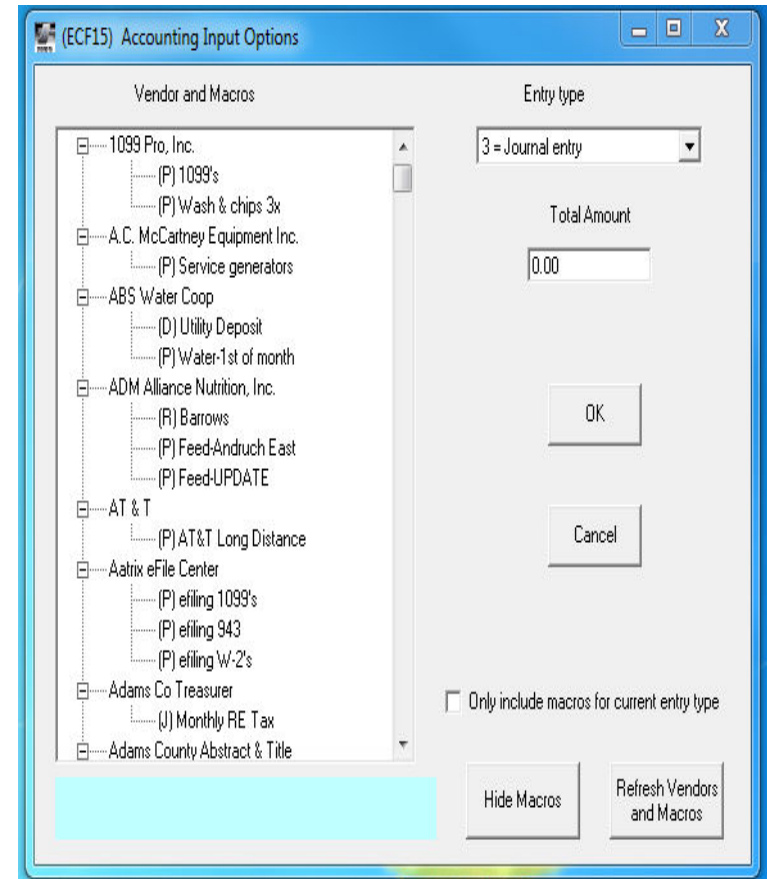 (ECF15) Accounting Input Options
Vendor and Macros
1099 Pro, Inc.
(P) 1099's
(P) Wash & chips 3x
A.C. McCartney Equipment Inc.
(P) Service generators
ABS Water Coop
(D) Utility Deposit
(P) Water-1st of month
ADM Alliance Nutrition, Inc.
(R) Barrows
(P) Feed-Andruch East
(P) Feed-UPDATE
AT & T
(P) AT&T Long Distance
Aatrix eFile Center
(P) efiling 1099's
(P) efiling 943
(P) efiling W-2's
Adams Co Treasurer
(J) Monthly RE Tax
Adams County Abstract & Title
Entry type
3 = Journal entry
Total Amount
0.00
OK
Cancel
Only include macros for current entry type
Hide Macros
Refresh Vendors
and Macros